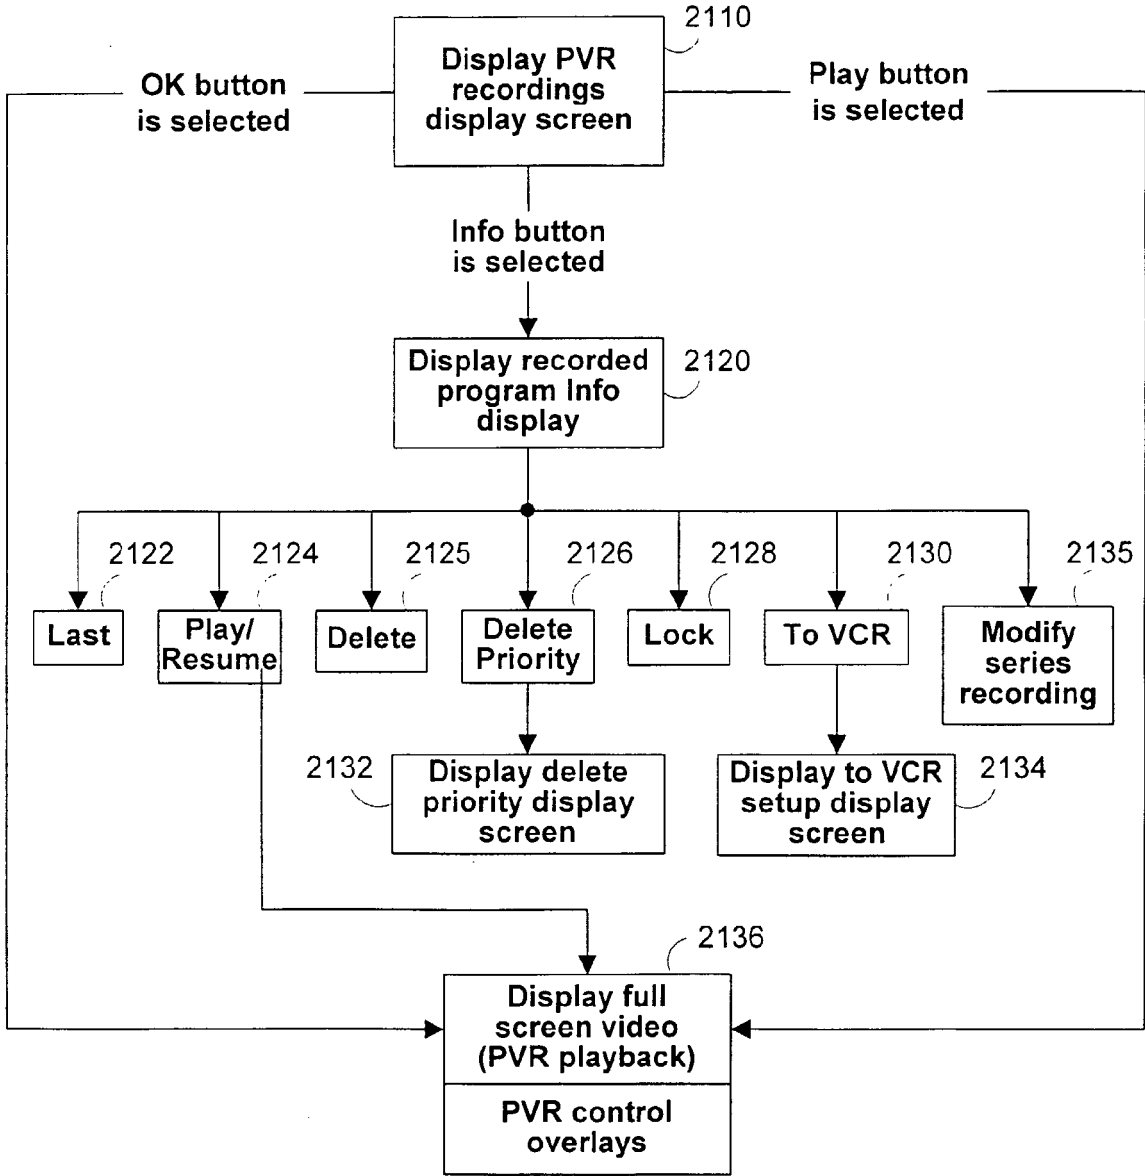 2110
Display PVR
recordings
display screen
OK button
is selected
Play button
is selected
Info button
is selected
Display recorded
program Info
display
2120
2122
2124
2125
2126
2128
2130
2135
Last
Play/
Resume
Delete
Delete
Priority
Lock
To VCR
Modify
series
recording
2132
Display delete
priority display
screen
Display to VCR
setup display
screen
2134
2136
Display full
screen video
(PVR playback)
PVR control
overlays